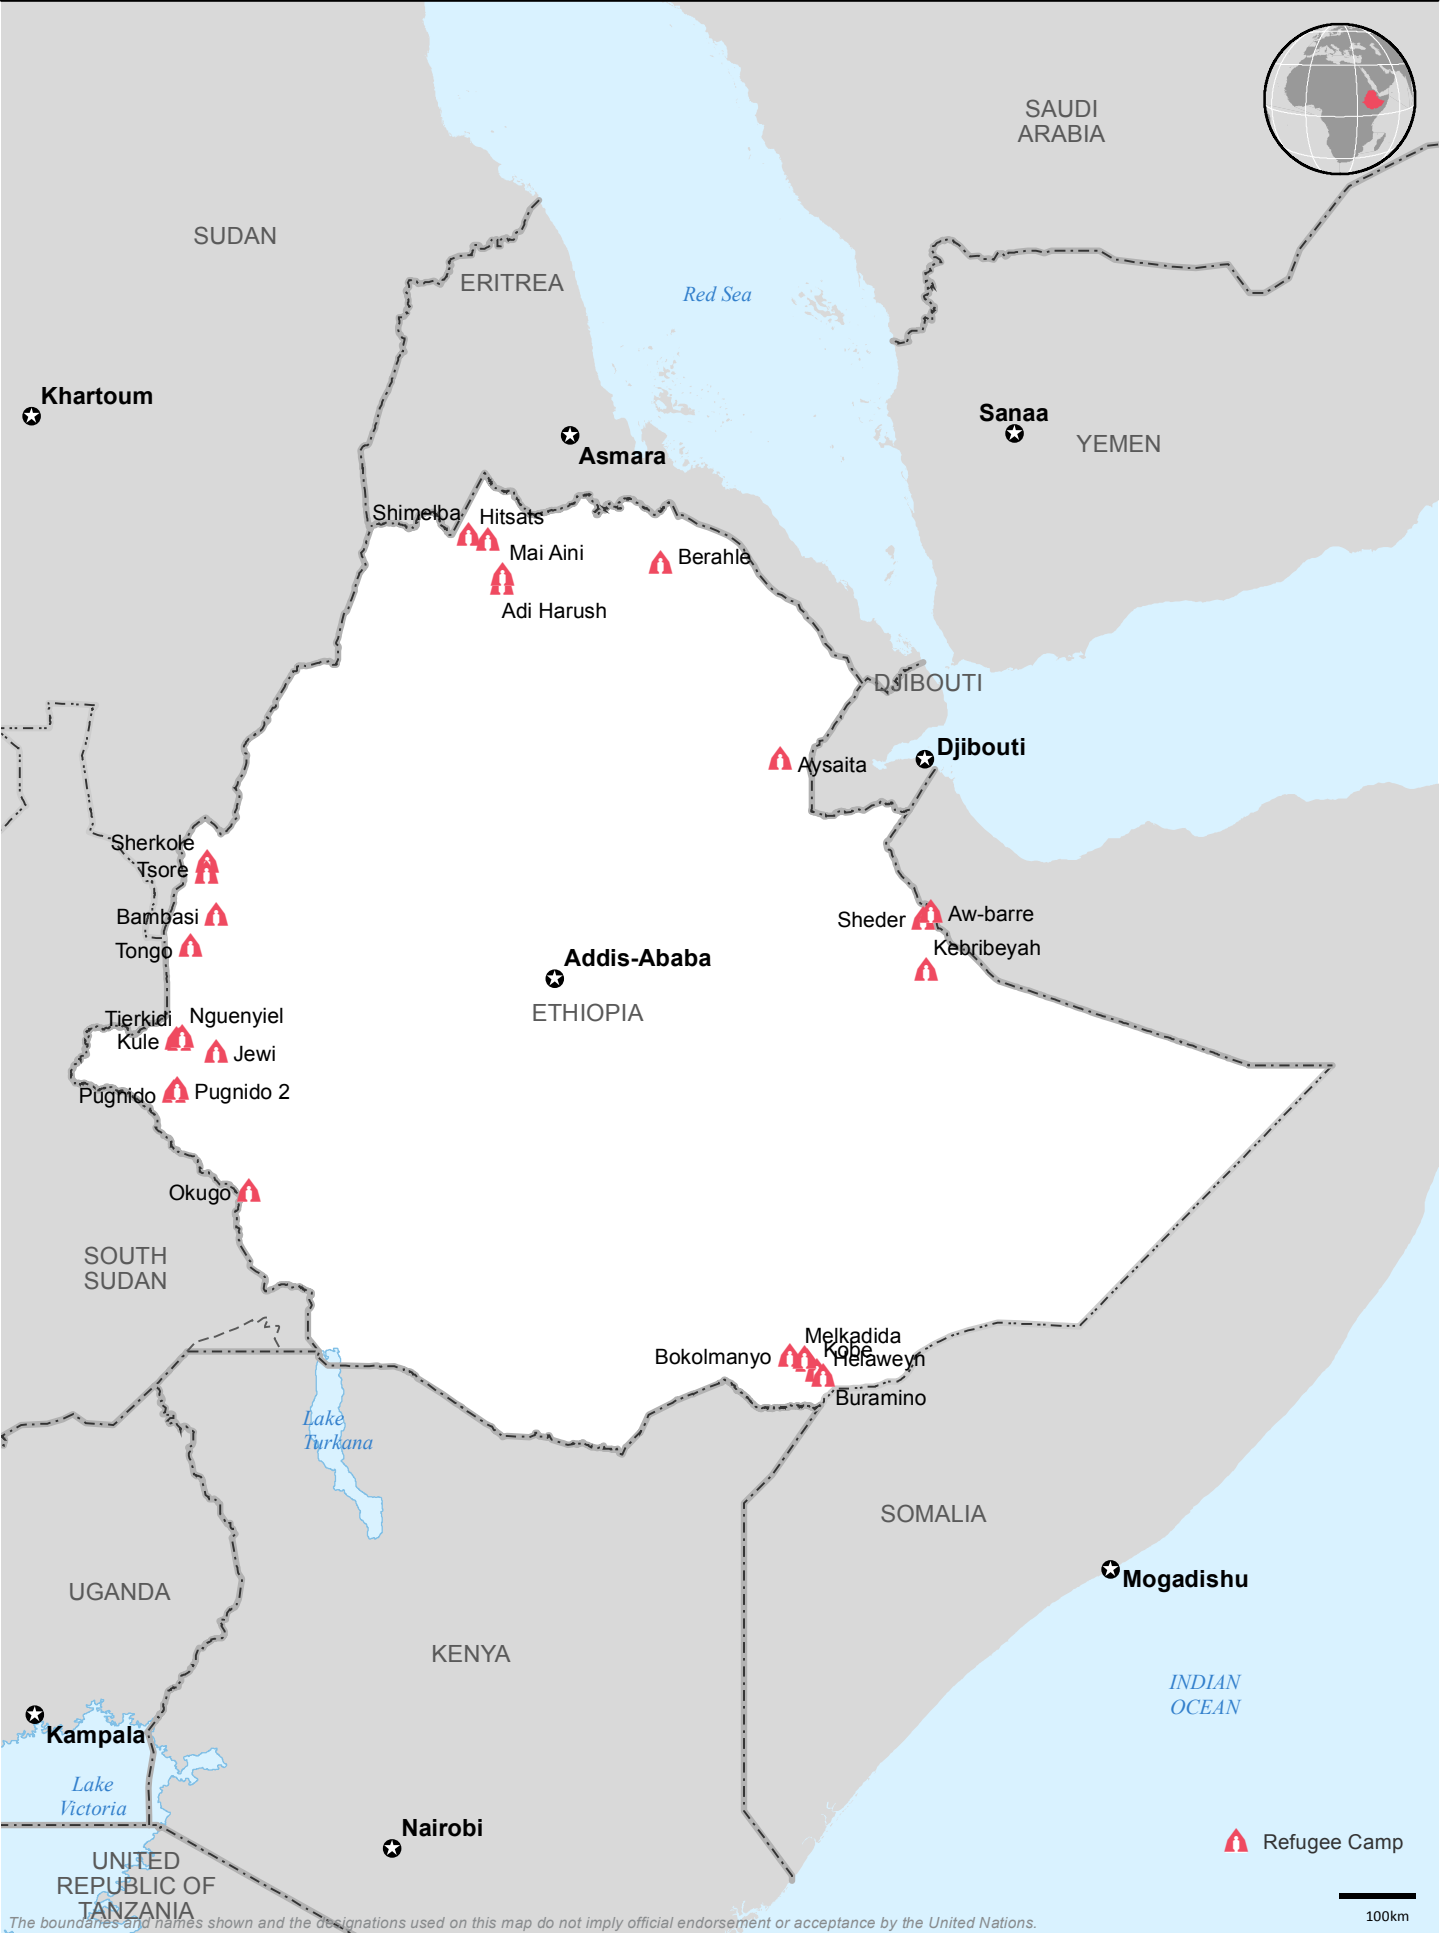 SAUDI
ARABIA
SUDAN
ERITREA
Red Sea
Khartoum
Sanaa
YEMEN
Asmara
Shimelba
Hitsats
Mai Aini
Berahle
Adi Harush
DJIBOUTI
Djibouti
Aysaita
Sherkole
Tsore
Bambasi
Sheder
Aw-barre
Tongo
Kebribeyah
Addis-Ababa
ETHIOPIA
Tierkidi
Nguenyiel
Kule
Jewi
Pugnido
Pugnido 2
Okugo
SOUTH
SUDAN
Melkadida
Kobe
Bokolmanyo
Helaweyn
Buramino
Lake
Turkana
SOMALIA
Mogadishu
UGANDA
KENYA
INDIAN
OCEAN
Kampala
Lake
Victoria
Nairobi
Refugee Camp
UNITED
REPUBLIC OF
TANZANIA
100km
The boundaries and names shown and the designations used on this map do not imply official endorsement or acceptance by the United Nations.